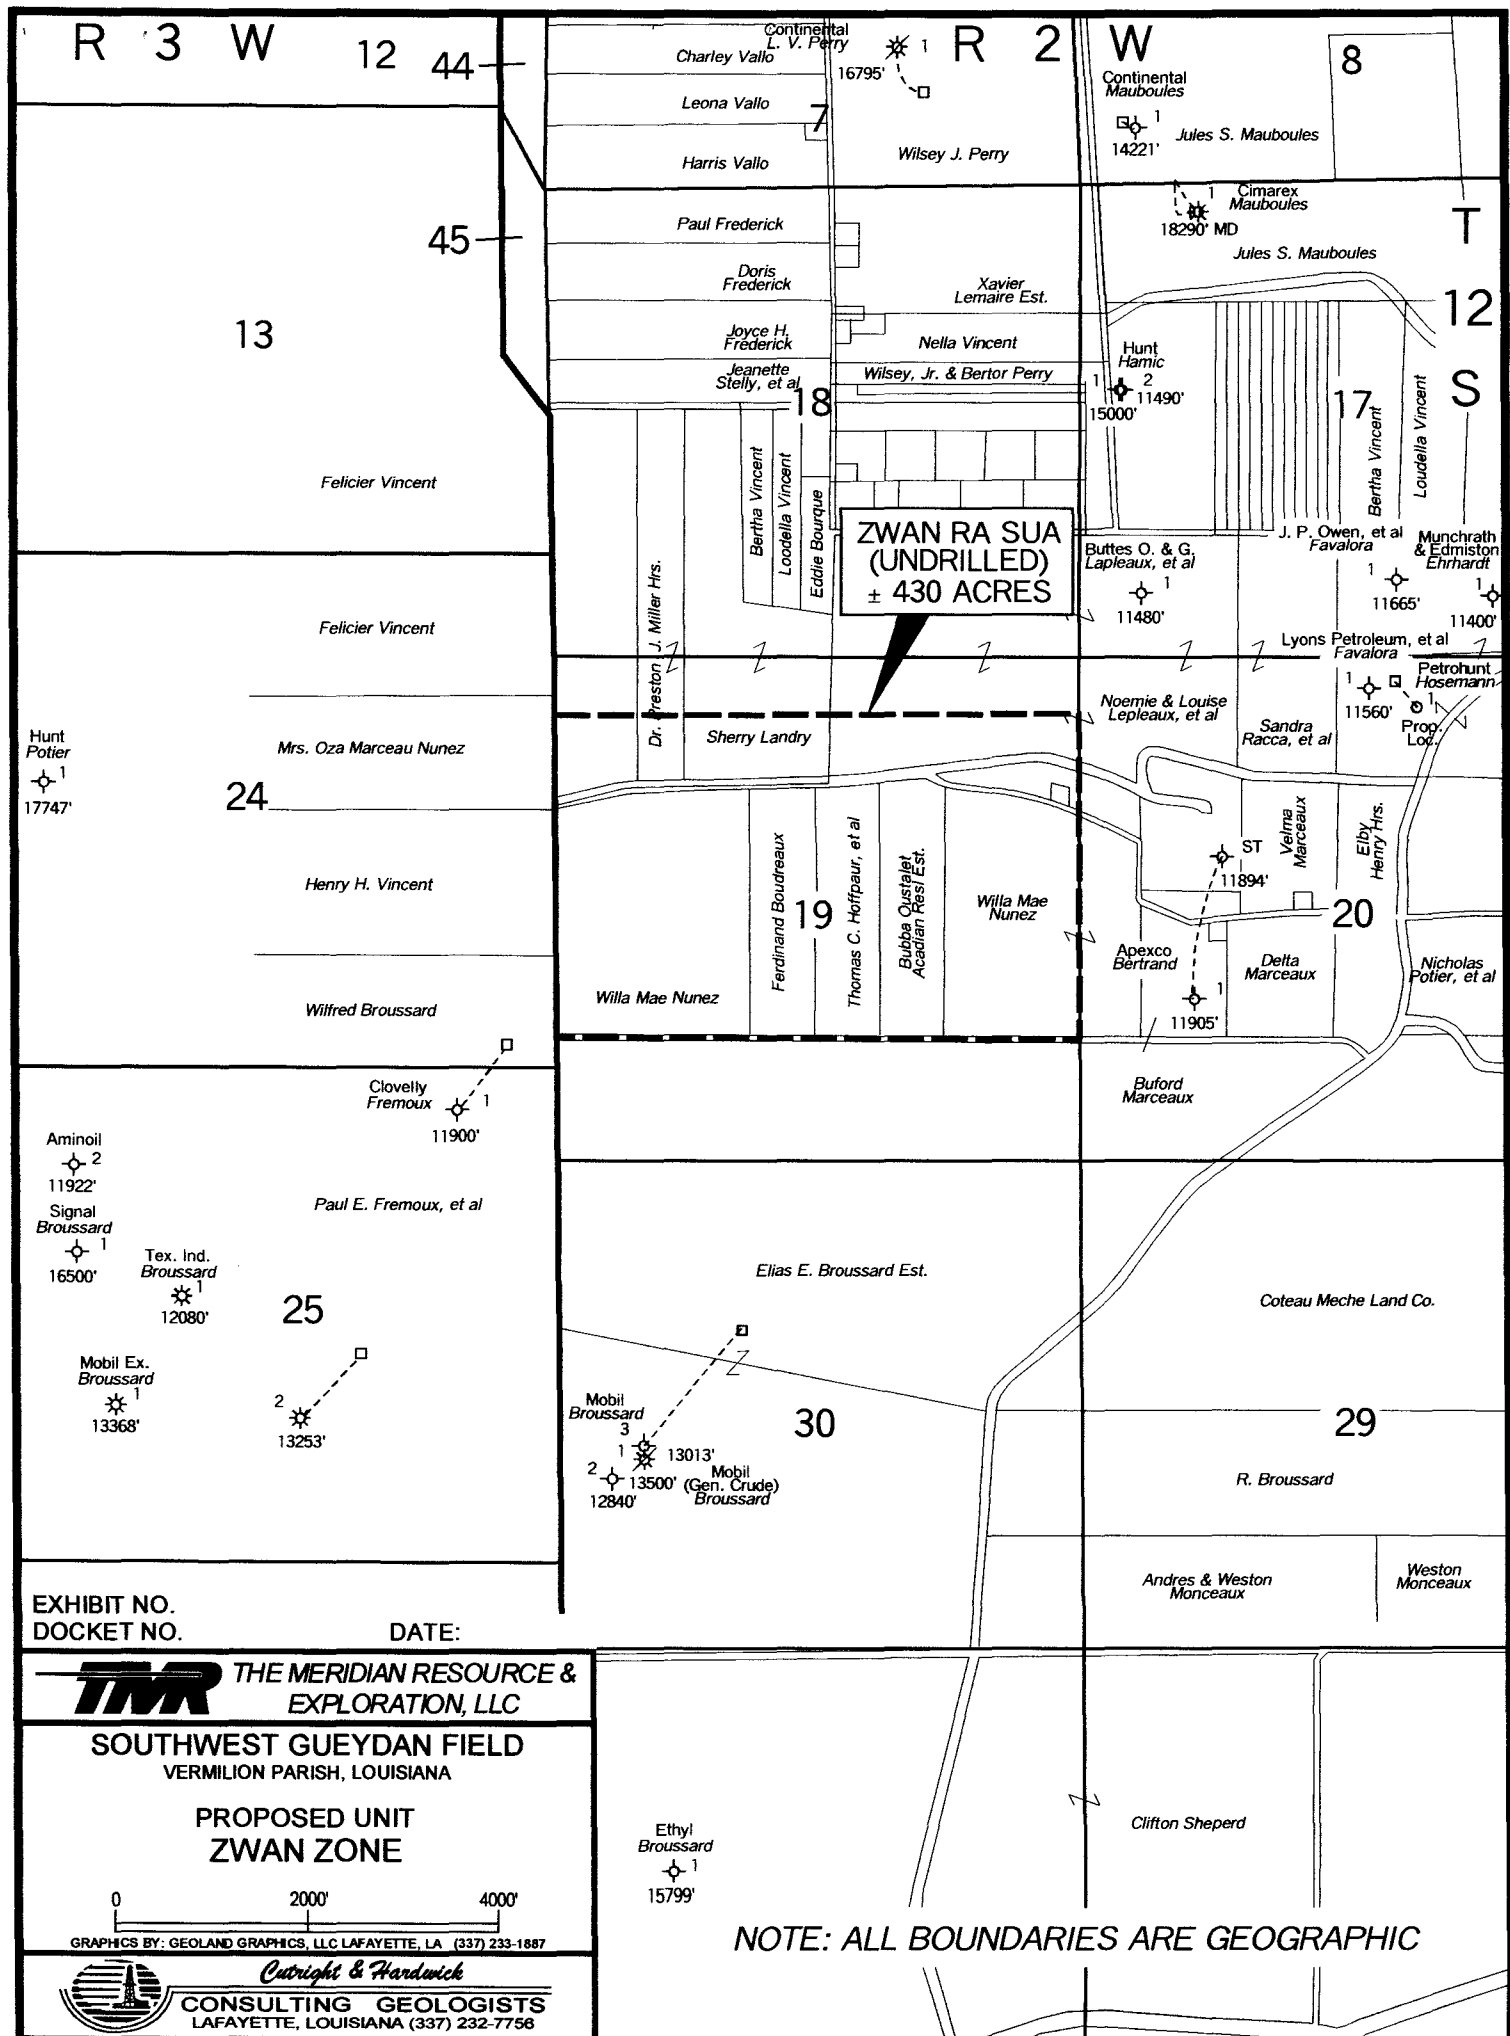 R 3 W
12
44
Continental
L. V. Perry
1
16795'
R 2 W
8
Charley Vallo
Leona Vallo
7
Harris Vallo
Wilsey J. Perry
Continental
Mauboules
1
14221'
Jules S. Mauboules
45
13
Paul Frederick
Doris
Frederick
Joyce H.
Frederick
Jeanette
Stelly, et al
18
Xavier
Lemaire Est.
Nella Vincent
Wilsey, Jr. & Bertor Perry
1
Cimarex
Mauboules
18290' MD
Jules S. Mauboules
T
12
S
Hunt
Hamic
1
2
11490'
15000'
17
Bertha Vincent
Loudella Vincent
Felicier Vincent
Bertha Vincent
Loodella Vincent
Eddie Bourque
Dr. Preston J. Miller Hrs.
ZWAN RA SUA
(UNDRILLED)
± 430 ACRES
Buttes O. & G.
Lapleaux, et al
1
11480'
J. P. Owen, et al
Favalora
1
11665'
Munchrath
& Edmiston
Ehrhardt
1
11400'
Lyons Petroleum, et al
Favalora
1
11560'
Petrohunt
Hosemann
1
Prop.
Loc.
Felicier Vincent
Mrs. Oza Marceau Nunez
Sherry Landry
Noemie & Louise
Lepleaux, et al
Sandra
Racca, et al
Hunt
Potier
1
17747'
24
Henry H. Vincent
Wilfred Broussard
19
Willa Mae Nunez
Ferdinand Boudreaux
Thomas C. Hoffpaur, et al
Bubba Oustalet
Acadian Resl Est.
Willa Mae
Nunez
ST
11894'
Velma
Marceaux
Elby
Henry Hrs.
20
Apexco
Bertrand
1
11905'
Delta
Marceaux
Nicholas
Potier, et al
Buford
Marceaux
Clovelly
Fremoux
1
11900'
Aminoil
2
11922'
Signal
Broussard
1
16500'
Paul E. Fremoux, et al
Tex. Ind.
Broussard
1
12080'
25
Mobil Ex.
Broussard
1
13368'
2
13253'
Elias E. Broussard Est.
Coteau Meche Land Co.
Mobil
Broussard
3
1
13013'
2
13500'
12840'
Mobil
(Gen. Crude)
Broussard
30
29
R. Broussard
Andres & Weston
Monceaux
Weston
Monceaux
EXHIBIT NO.
DOCKET NO.
DATE:
TMR
THE MERIDIAN RESOURCE &
EXPLORATION, LLC
SOUTHWEST GUEYDAN FIELD
VERMILION PARISH, LOUISIANA
PROPOSED UNIT
ZWAN ZONE
0
2000'
4000'
GRAPHICS BY: GEOLAND GRAPHICS, LLC LAFAYETTE, LA (337) 233-1887
Cutright & Hardwick
CONSULTING GEOLOGISTS
LAFAYETTE, LOUISIANA (337) 232-7756
Ethyl
Broussard
1
15799'
Clifton Sheperd
NOTE: ALL BOUNDARIES ARE GEOGRAPHIC